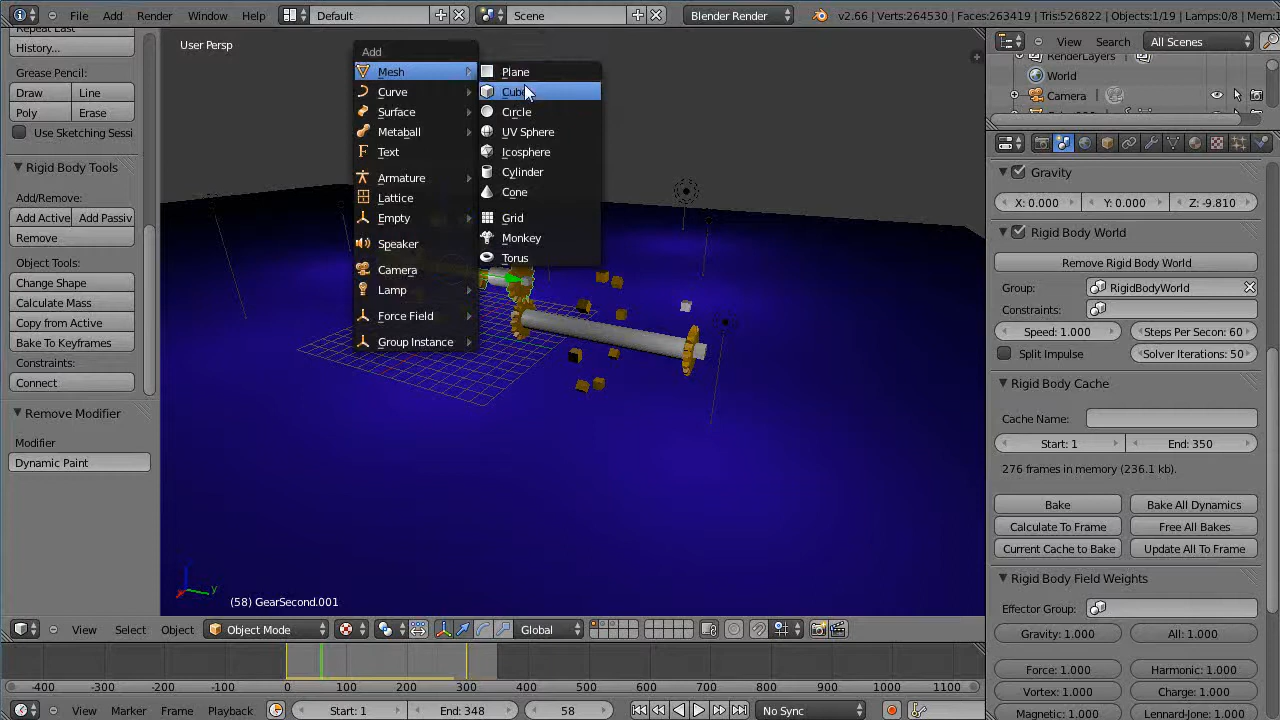 File Add Render Window Help Default Scene Blender Render v2.66 | Verts:264530 | Faces:263419 | Tris:526822 | Objects:1/19 | Lamps:0/8 |
History...
Grease Pencil:
Draw Line
Poly Erase
Use Sketching Sessi
Rigid Body Tools
Add/Remove:
Add Active Add Passiv
Remove
Object Tools:
Change Shape
Calculate Mass
Copy from Active
Bake To Keyframes
Constraints:
Connect
Remove Modifier
Modifier
Dynamic Paint
User Persp
Add
Mesh
Curve
Surface
Metaball
Text
Armature
Lattice
Empty
Speaker
Camera
Lamp
Force Field
Group Instance
Plane
Cube
Circle
UV Sphere
Icosphere
Cylinder
Cone
Grid
Monkey
Torus
(58) GearSecond.001
View Search All Scenes
RenderLayers
World
Camera
Gravity
X: 0.000 Y: 0.000 Z: -9.810
Rigid Body World
Remove Rigid Body World
Group: RigidBodyWorld
Constraints:
Speed: 1.000 Steps Per Secon: 60
Split Impulse Solver Iterations: 50
Rigid Body Cache
Cache Name:
Start: 1 End: 350
276 frames in memory (236.1 kb).
Bake Bake All Dynamics
Calculate To Frame Free All Bakes
Current Cache to Bake Update All To Frame
Rigid Body Field Weights
Effector Group:
Gravity: 1.000 All: 1.000
Force: 1.000 Harmonic: 1.000
Vortex: 1.000 Charge: 1.000
Magnetic: 1.000 Lennard-Jone: 1.000
View Select Object Object Mode Global
-400 -300 -200 -100 0 100 200 300 400 500 600 700 800 900 1000 1100
View Marker Frame Playback Start: 1 End: 348 58 No Sync